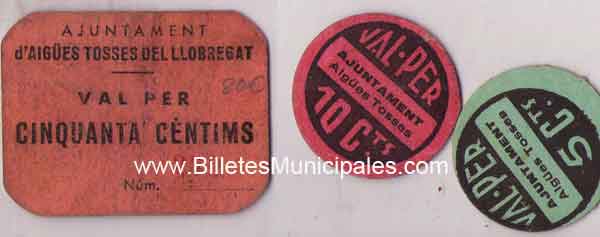 AJUNTAMENT
d'AIGÜES TOSSES DEL LLOBREGAT
80€
VAL PER
CINQUANTA CÈNTIMS
Núm.
VAL·PER
AJUNTAMENT
Aigües Tosses
10 CTS
VAL·PER
AJUNTAMENT
Aigües Tosses
5 CTS
www.BilletesMunicipales.com